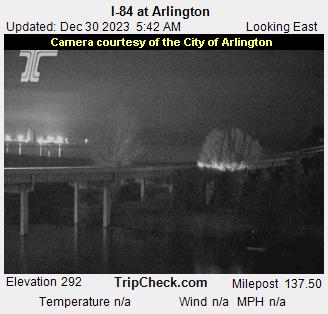 I-84 at Arlington
Updated: Dec 30 2023 5:42 AM Looking East
Camera courtesy of the City of Arlington
Elevation 292 TripCheck.com Milepost 137.50
Temperature n/a Wind n/a MPH n/a